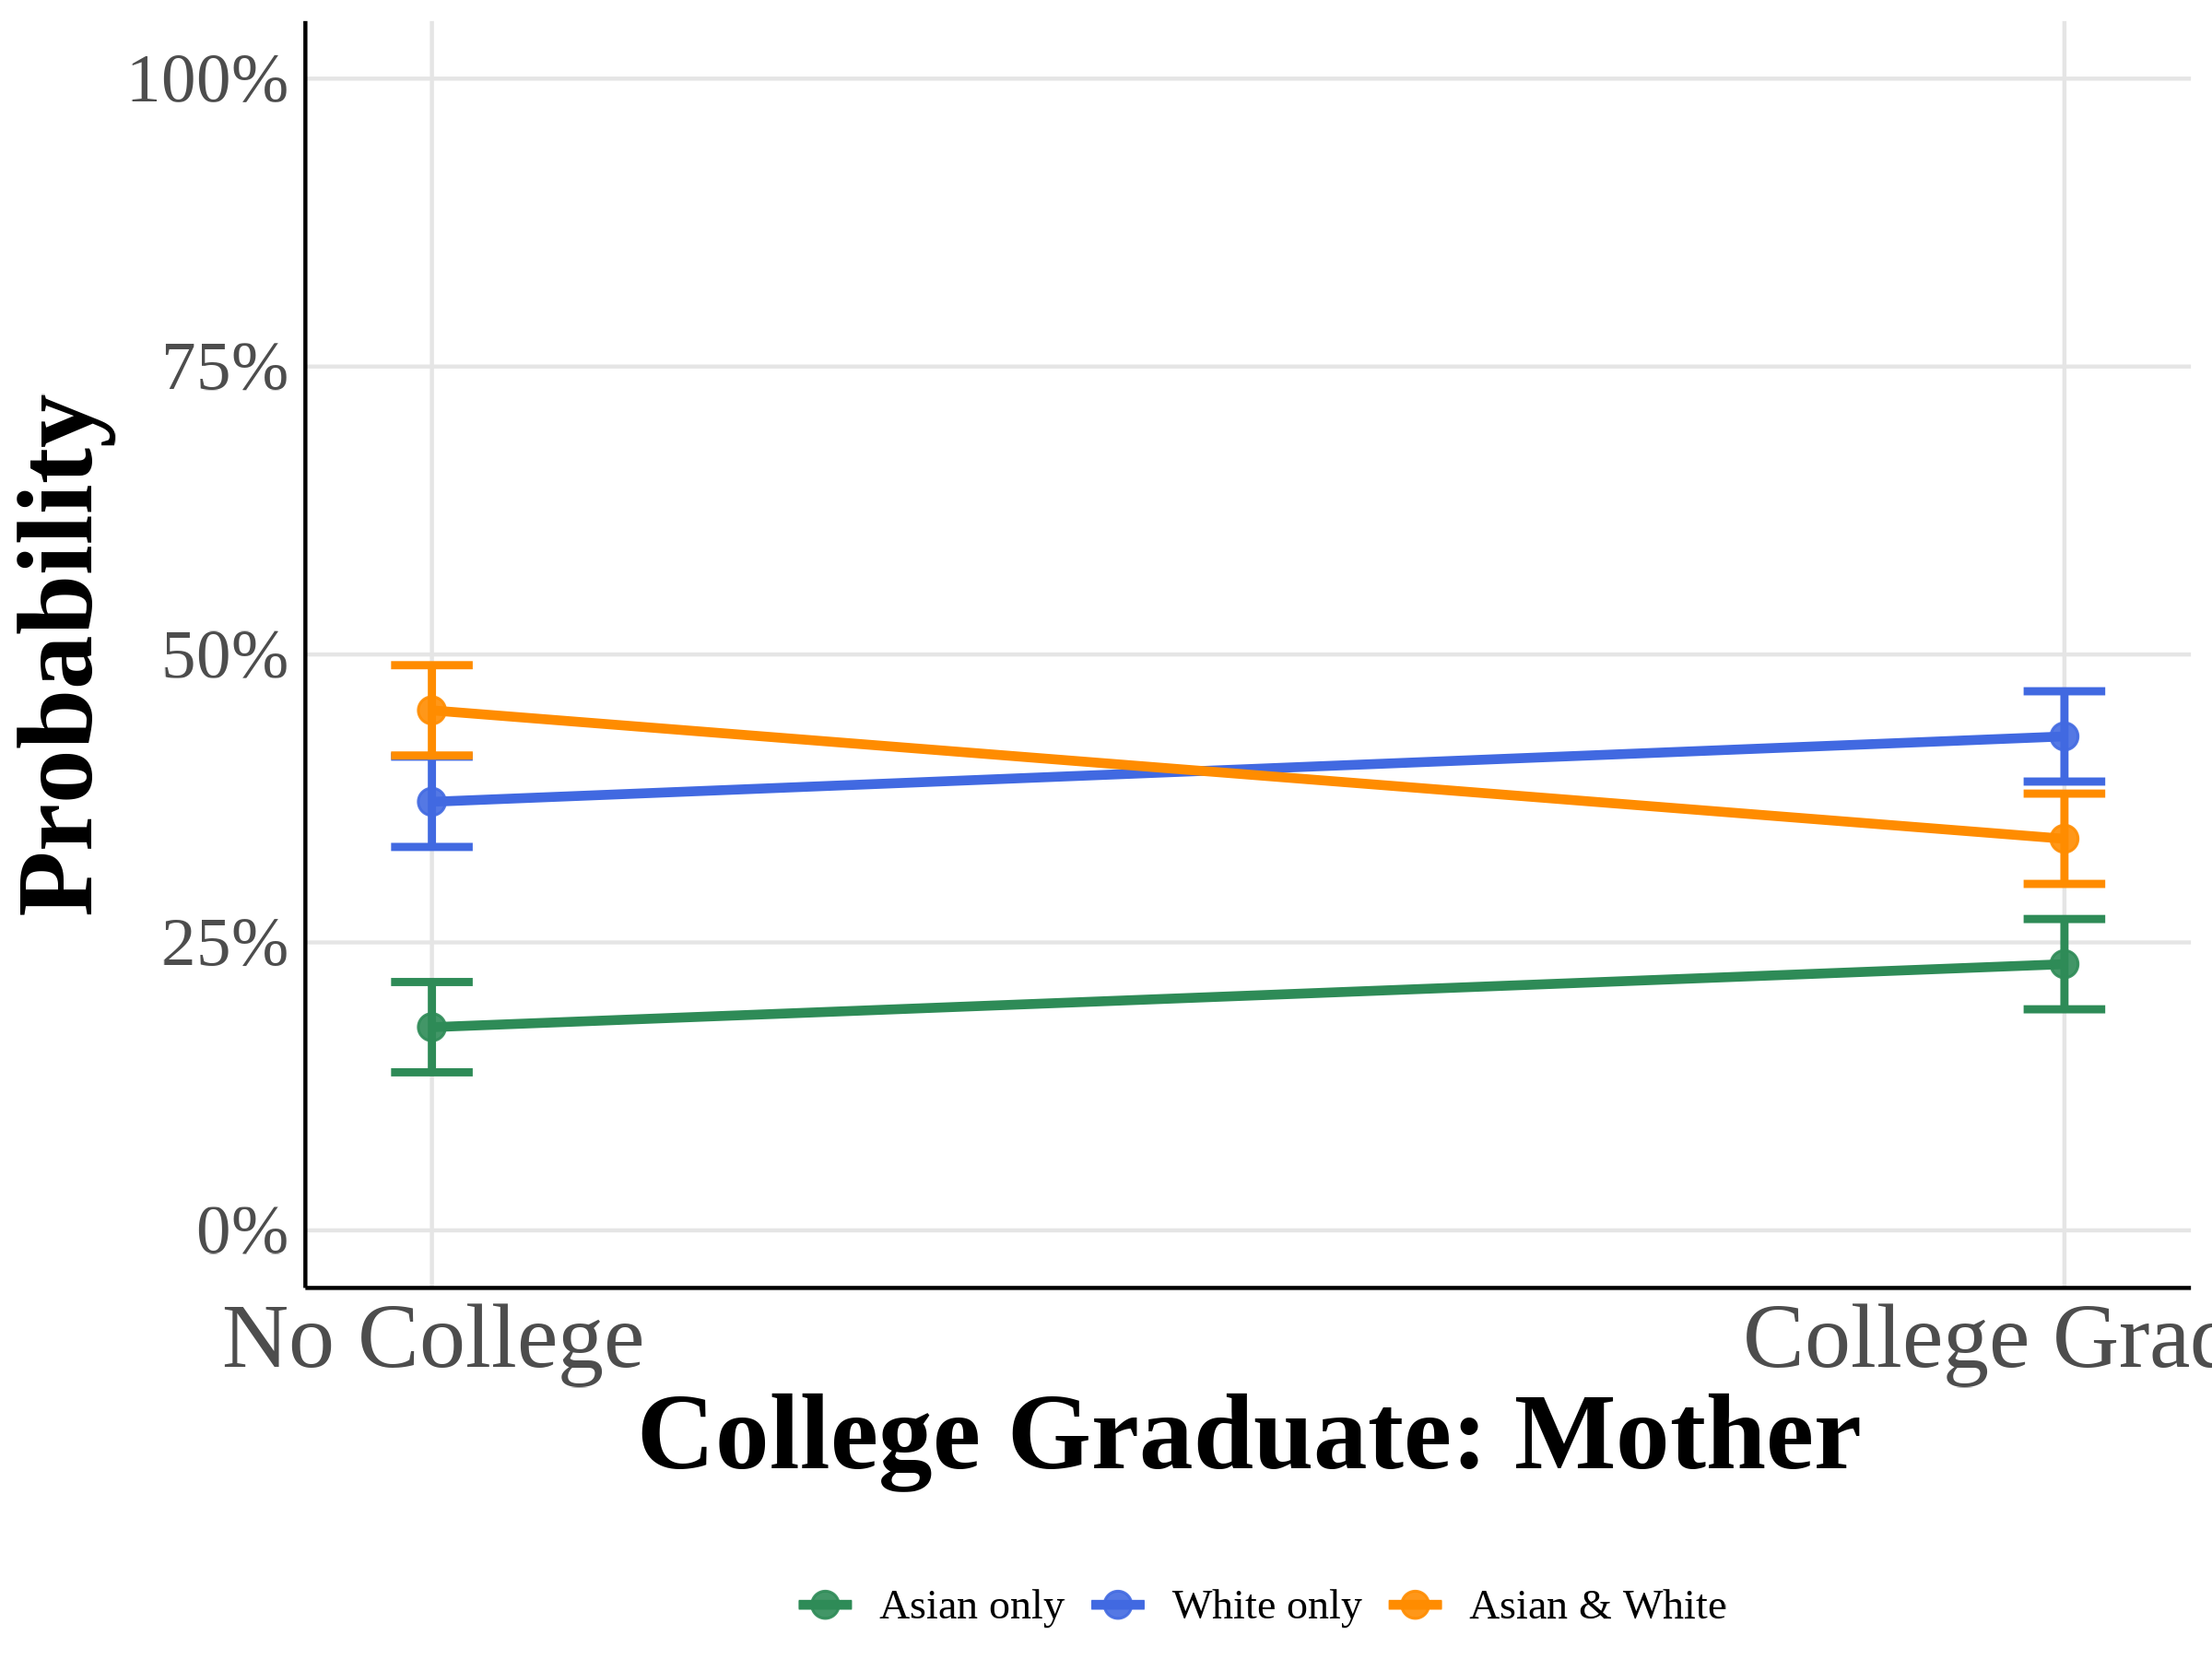 100%
75%
50%
25%
0%
Probability
No College
College Grad
College Graduate: Mother
Asian only
White only
Asian & White